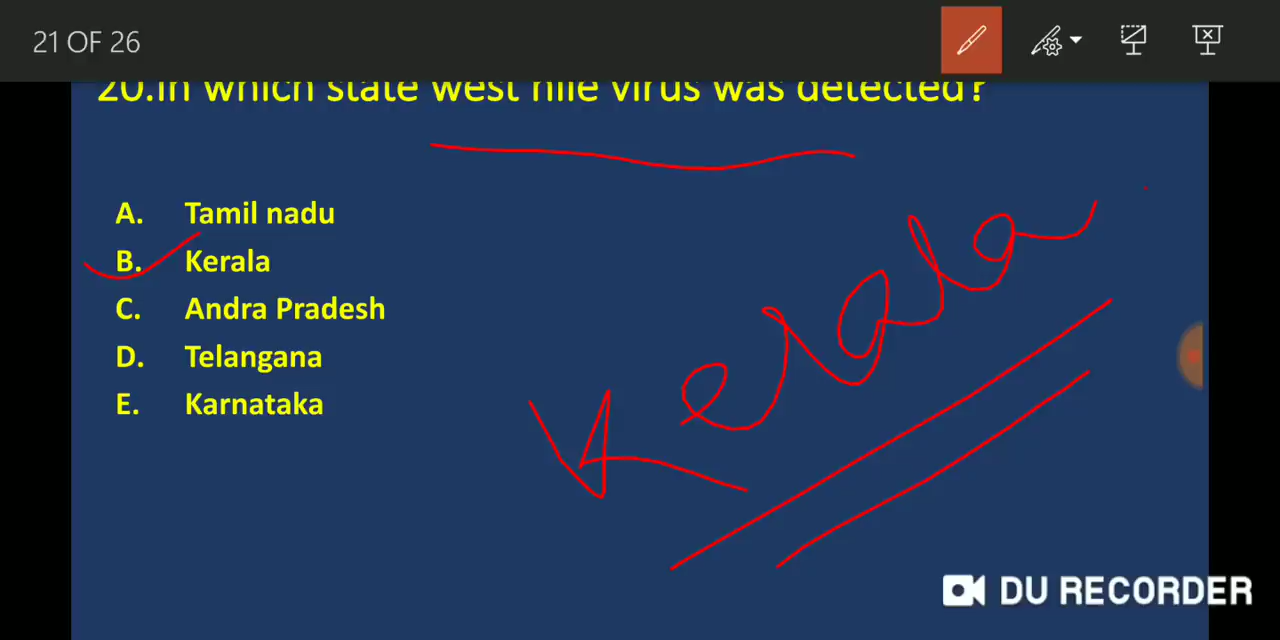 21 OF 26
20.In which state west nile virus was detected?
A. Tamil nadu
B. Kerala
C. Andra Pradesh
D. Telangana
E. Karnataka
Kerala
DU RECORDER